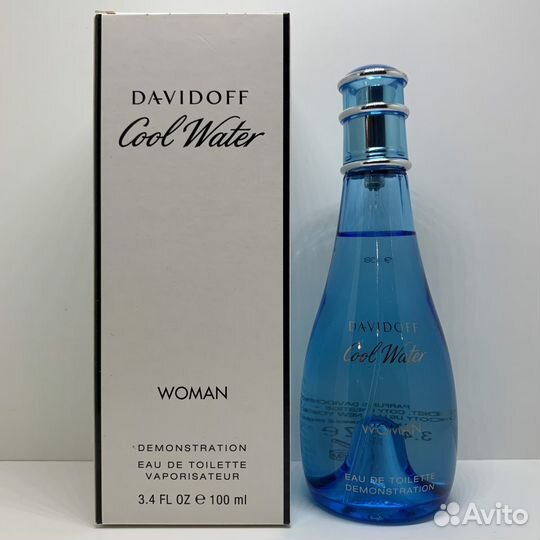 DAVIDOFF
Cool Water
WOMAN
DEMONSTRATION
EAU DE TOILETTE
VAPORISATEUR
3.4 FL OZ ℮ 100 ml
DAVIDOFF
Cool Water
WOMAN
EAU DE TOILETTE
DEMONSTRATION
Avito